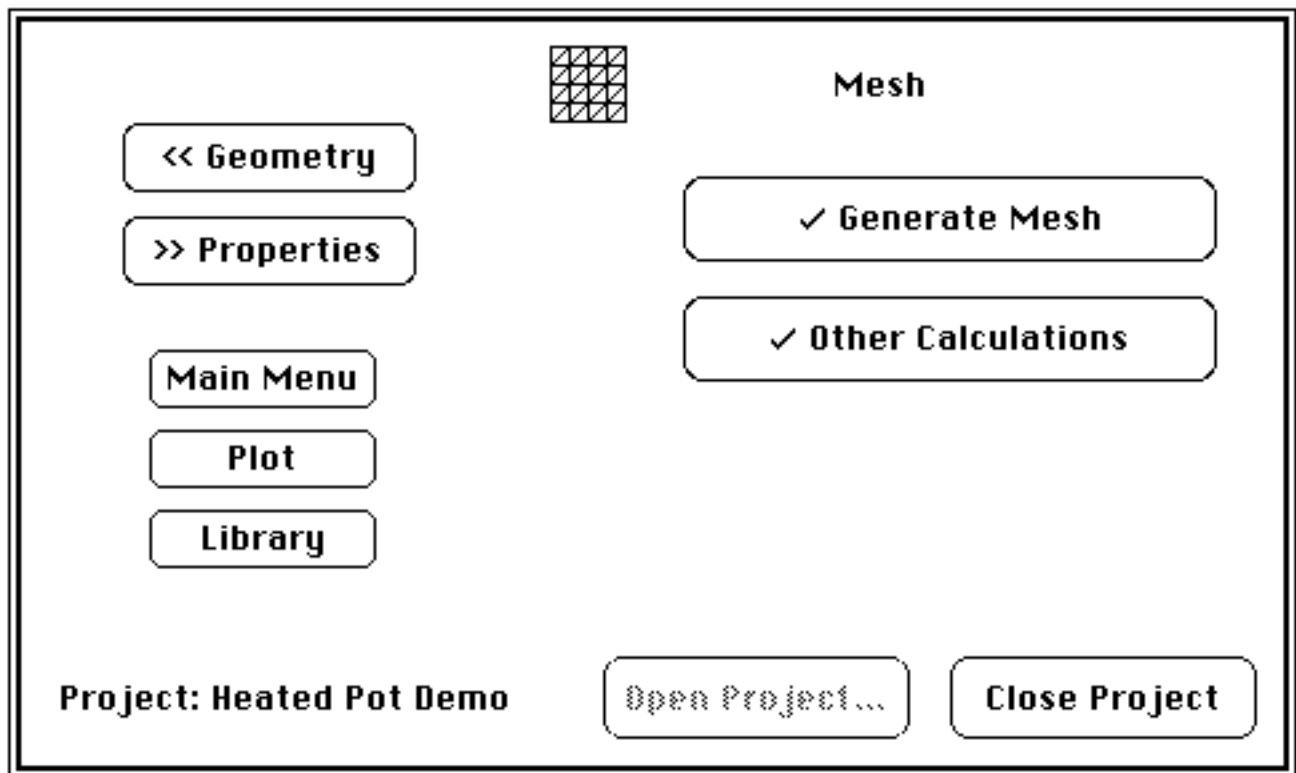 Mesh
<< Geometry
>> Properties
✓ Generate Mesh
✓ Other Calculations
Main Menu
Plot
Library
Project: Heated Pot Demo
Open Project...
Close Project